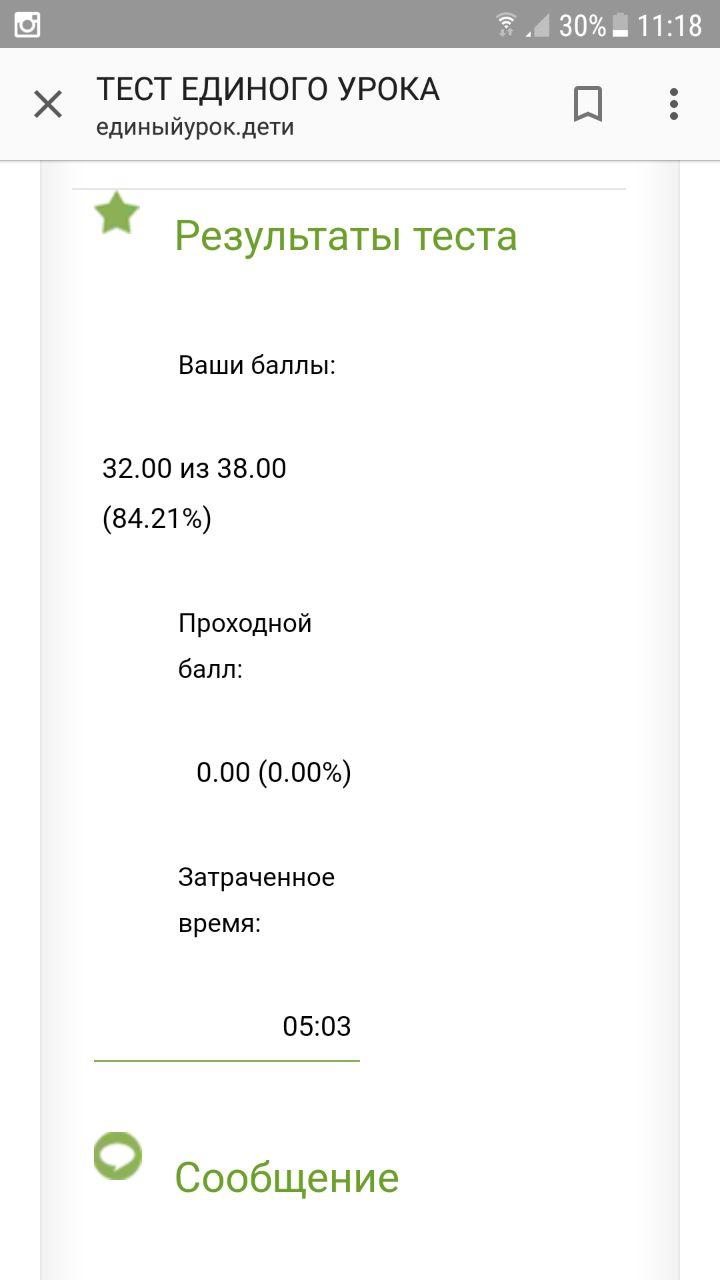 30% 11:18
ТЕСТ ЕДИНОГО УРОКА
единыйурок.дети
Результаты теста
Ваши баллы:
32.00 из 38.00
(84.21%)
Проходной
балл:
0.00 (0.00%)
Затраченное
время:
05:03
Сообщение